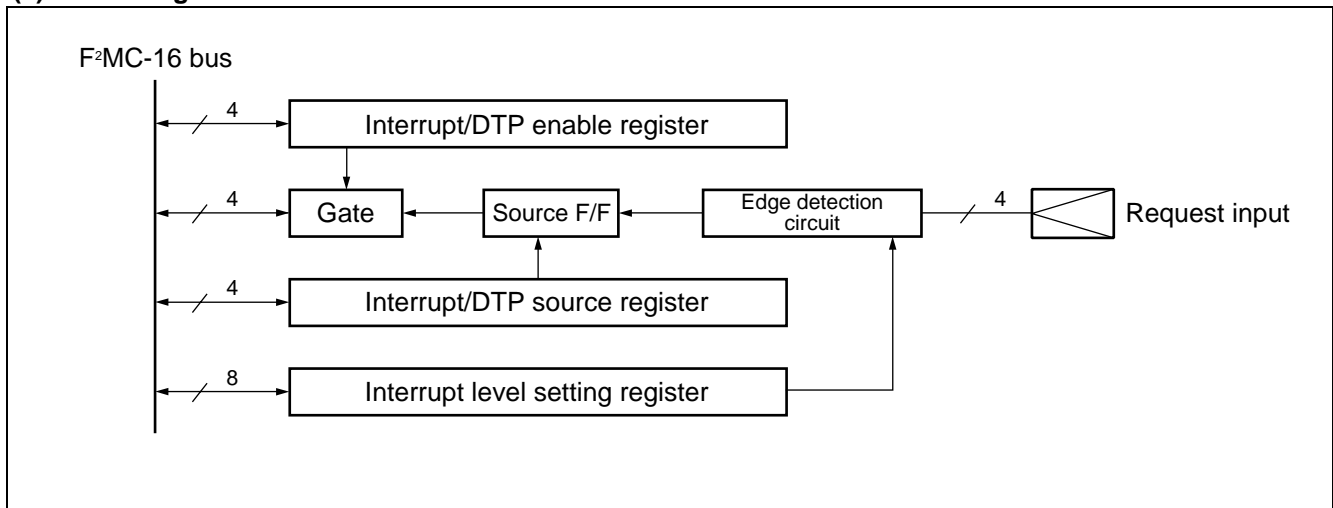 F²MC-16 bus
4
Interrupt/DTP enable register
4
Gate
Source F/F
Edge detection
circuit
4
Request input
4
Interrupt/DTP source register
8
Interrupt level setting register